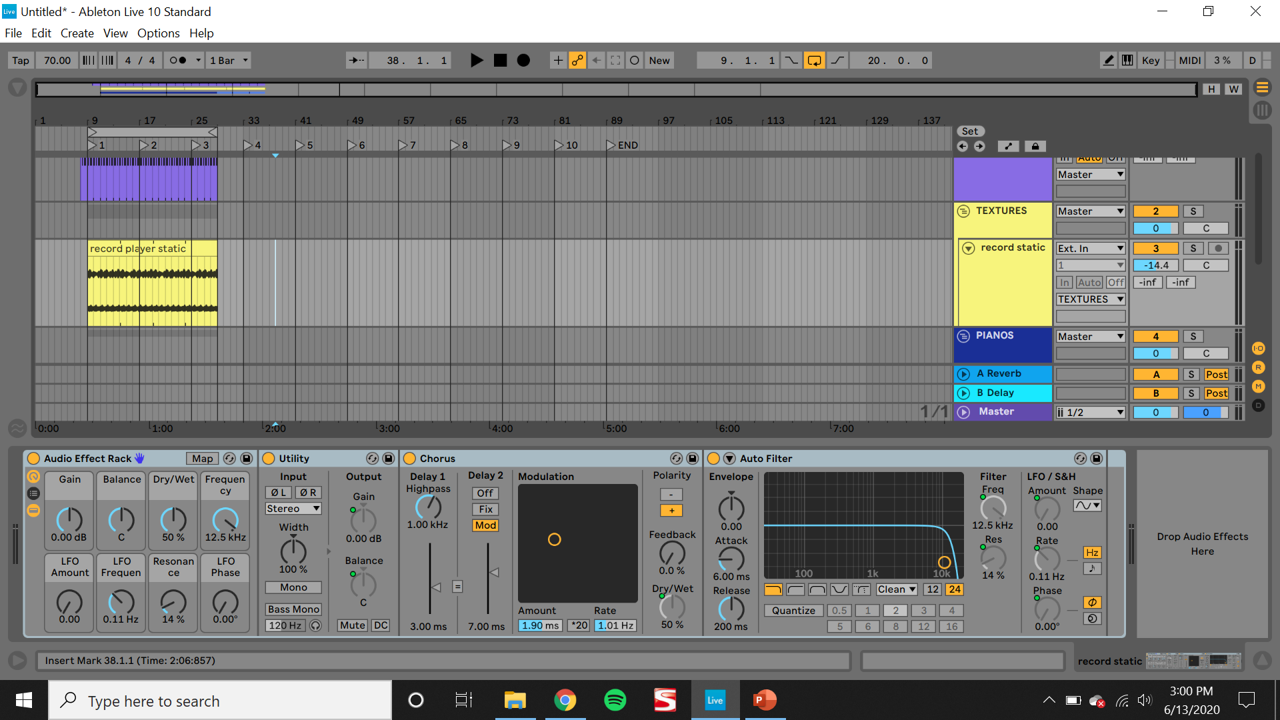 Live Untitled* - Ableton Live 10 Standard
File Edit Create View Options Help
Tap 70.00 4 / 4 1 Bar 38. 1. 1 New 9. 1. 1 20. 0. 0 Key MIDI 3 % D
H W
1 9 17 25 33 41 49 57 65 73 81 89 97 105 113 121 129 137
Set
1 2 3 4 5 6 7 8 9 10 END
In Auto Off -inf -inf
Master
TEXTURES Master 2 S
0 C
record player static record static Ext. In 3 S
1 -14.4 C
In Auto Off -inf -inf
TEXTURES
PIANOS Master 4 S
0 C
A Reverb A S Post
B Delay B S Post
1/1 Master 1/2 0 0
0:00 1:00 2:00 3:00 4:00 5:00 6:00 7:00
I·O
R
M
D
Audio Effect Rack Map
Gain Balance Dry/Wet Frequen
cy
0.00 dB C 50 % 12.5 kHz
LFO LFO Resona LFO
Amount Frequen nce Phase
0.00 0.11 Hz 14 % 0.00°
Utility
Input Output
Ø L Ø R Gain
Stereo
Width 0.00 dB
100 % Balance
Mono
Bass Mono C
120 Hz Mute DC
Chorus
Delay 1 Delay 2 Modulation Polarity
Highpass Off -
Fix +
1.00 kHz Mod
Feedback
=
0.0 %
Dry/Wet
Amount Rate
3.00 ms 7.00 ms 1.90 ms *20 1.01 Hz 50 %
Auto Filter
Envelope Filter LFO / S&H
Freq Amount Shape
0.00 12.5 kHz 0.00
Attack Res Rate Hz
6.00 ms 100 1k 10k 14 % 0.11 Hz
Release Clean 12 24 Phase
Quantize 0.5 1 2 3 4
200 ms 5 6 8 12 16 0.00°
Drop Audio Effects
Here
Insert Mark 38.1.1 (Time: 2:06:857) record static
Type here to search
Live
3:00 PM
6/13/2020